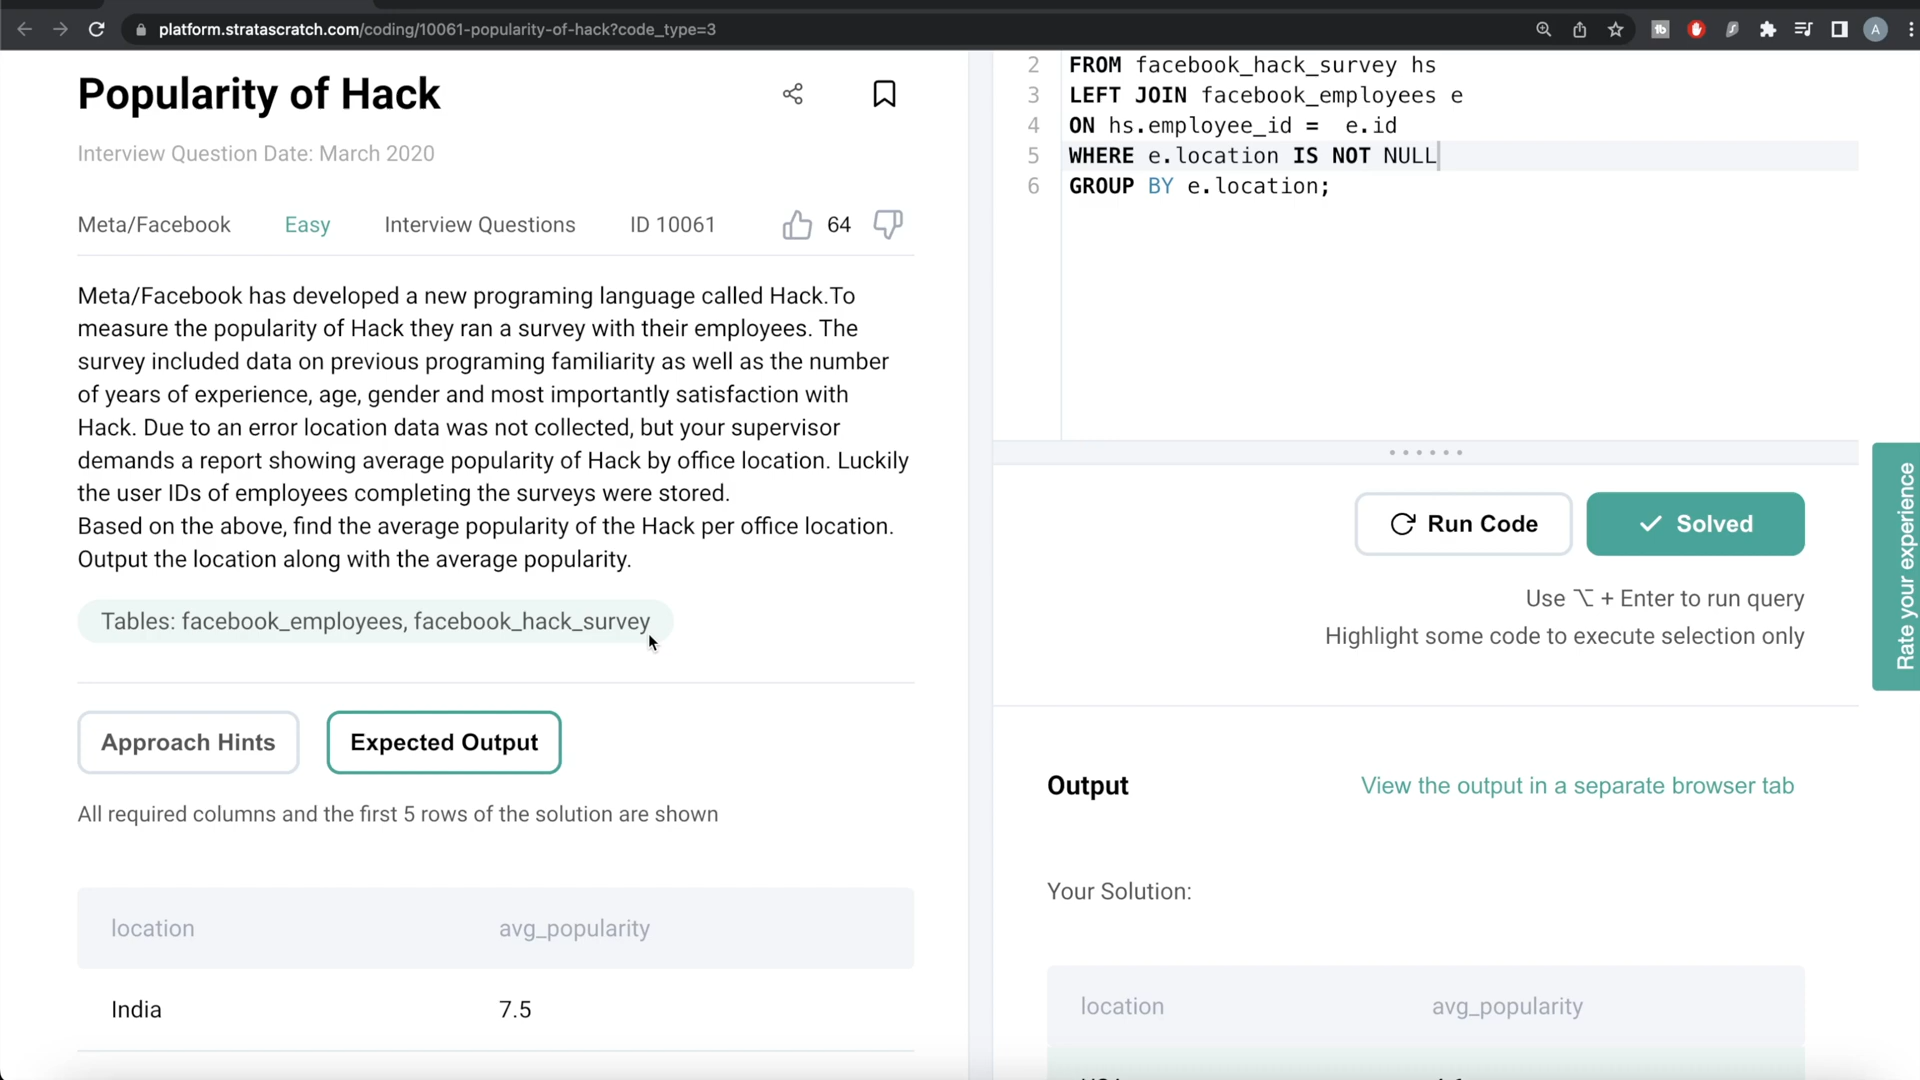 platform.stratascratch.com/coding/10061-popularity-of-hack?code_type=3
A
Popularity of Hack
Interview Question Date: March 2020
Meta/Facebook Easy Interview Questions ID 10061 64
Meta/Facebook has developed a new programing language called Hack.To
measure the popularity of Hack they ran a survey with their employees. The
survey included data on previous programing familiarity as well as the number
of years of experience, age, gender and most importantly satisfaction with
Hack. Due to an error location data was not collected, but your supervisor
demands a report showing average popularity of Hack by office location. Luckily
the user IDs of employees completing the surveys were stored.
Based on the above, find the average popularity of the Hack per office location.
Output the location along with the average popularity.
Tables: facebook_employees, facebook_hack_survey
Approach Hints
Expected Output
All required columns and the first 5 rows of the solution are shown
location avg_popularity
India 7.5
2 FROM facebook_hack_survey hs
3 LEFT JOIN facebook_employees e
4 ON hs.employee_id =  e.id
5 WHERE e.location IS NOT NULL
6 GROUP BY e.location;
Run Code
Solved
Use ⌥ + Enter to run query
Highlight some code to execute selection only
Output
View the output in a separate browser tab
Your Solution:
location avg_popularity
Rate your experience